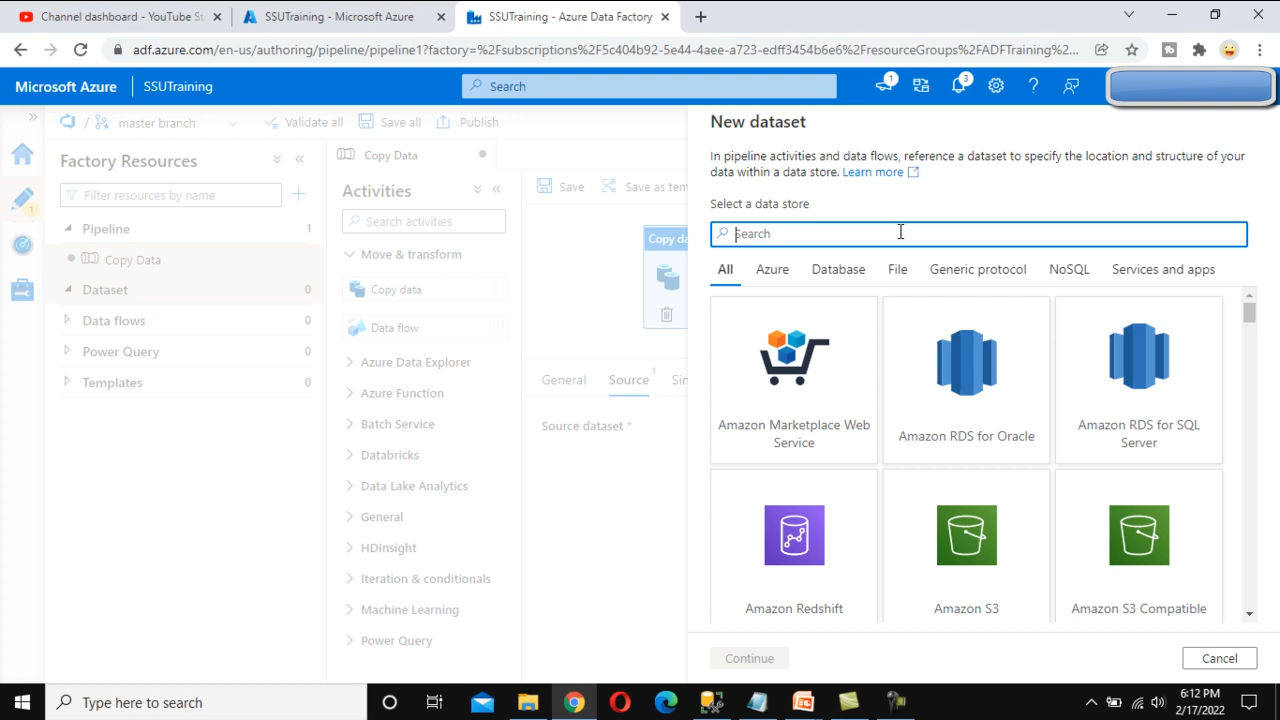 Channel dashboard - YouTube St
SSUTraining - Microsoft Azure
SSUTraining - Azure Data Factory
adf.azure.com/en-us/authoring/pipeline/pipeline1?factory=%2Fsubscriptions%2F5c404b92-5e44-4aee-a723-edff3454b6e6%2FresourceGroups%2FADFTraining%2...
Microsoft Azure
SSUTraining
Search
1
3
/ master branch
Validate all
Save all
Publish
Factory Resources
Filter resources by name
Pipeline 1
Copy Data
Dataset 0
Data flows 0
Power Query 0
Templates 0
1
Copy Data
Activities
Search activities
Move & transform
Copy data
Data flow
Azure Data Explorer
Azure Function
Batch Service
Databricks
Data Lake Analytics
General
HDInsight
Iteration & conditionals
Machine Learning
Power Query
Save
Save as tem
Copy da
General
Source 1
Sin
Source dataset *
New dataset
In pipeline activities and data flows, reference a dataset to specify the location and structure of your
data within a data store. Learn more
Select a data store
Search
All
Azure
Database
File
Generic protocol
NoSQL
Services and apps
Amazon Marketplace Web
Service
Amazon RDS for Oracle
Amazon RDS for SQL
Server
Amazon Redshift
Amazon S3
Amazon S3 Compatible
Continue
Cancel
Type here to search
6:12 PM
2/17/2022